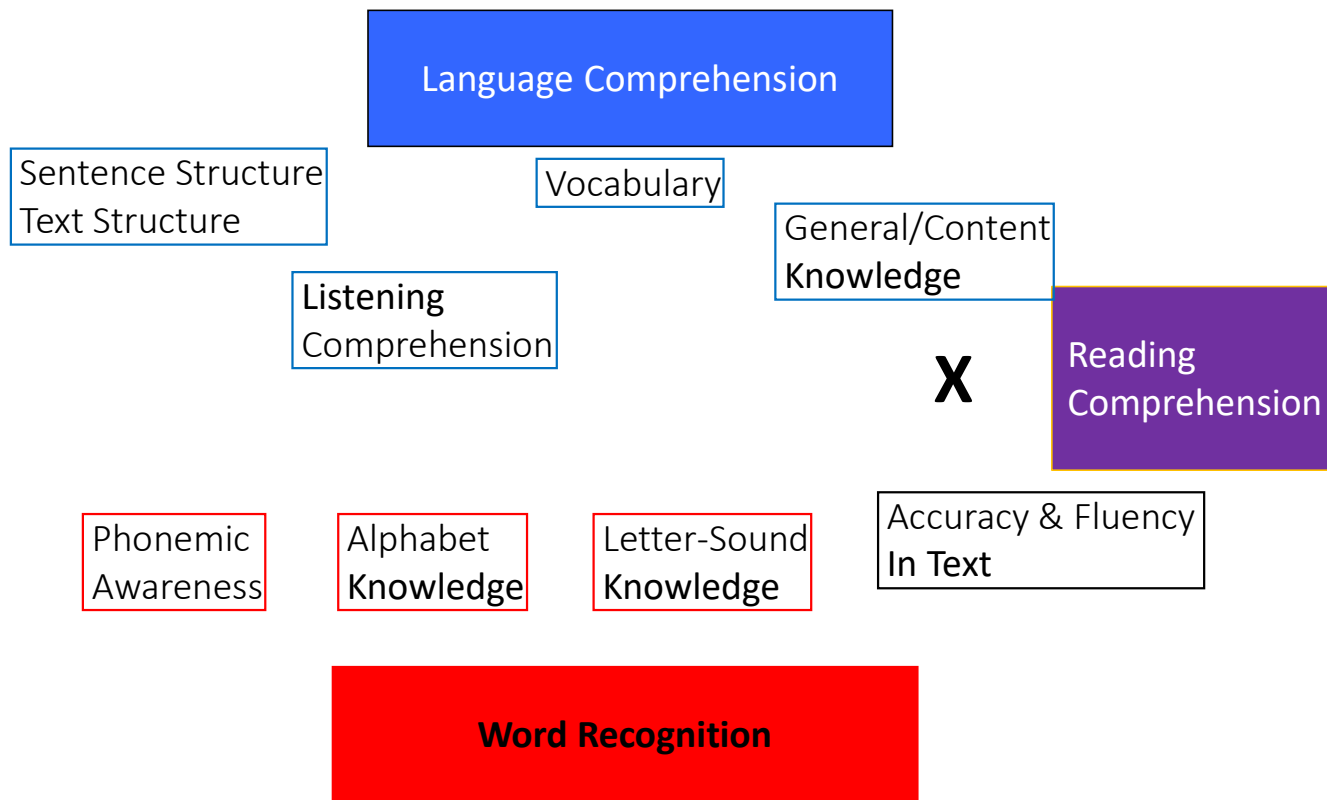 Language Comprehension
Sentence Structure
Text Structure
Vocabulary
General/Content
Knowledge
Listening
Comprehension
X
Reading
Comprehension
Phonemic
Awareness
Alphabet
Knowledge
Letter-Sound
Knowledge
Accuracy & Fluency
In Text
Word Recognition